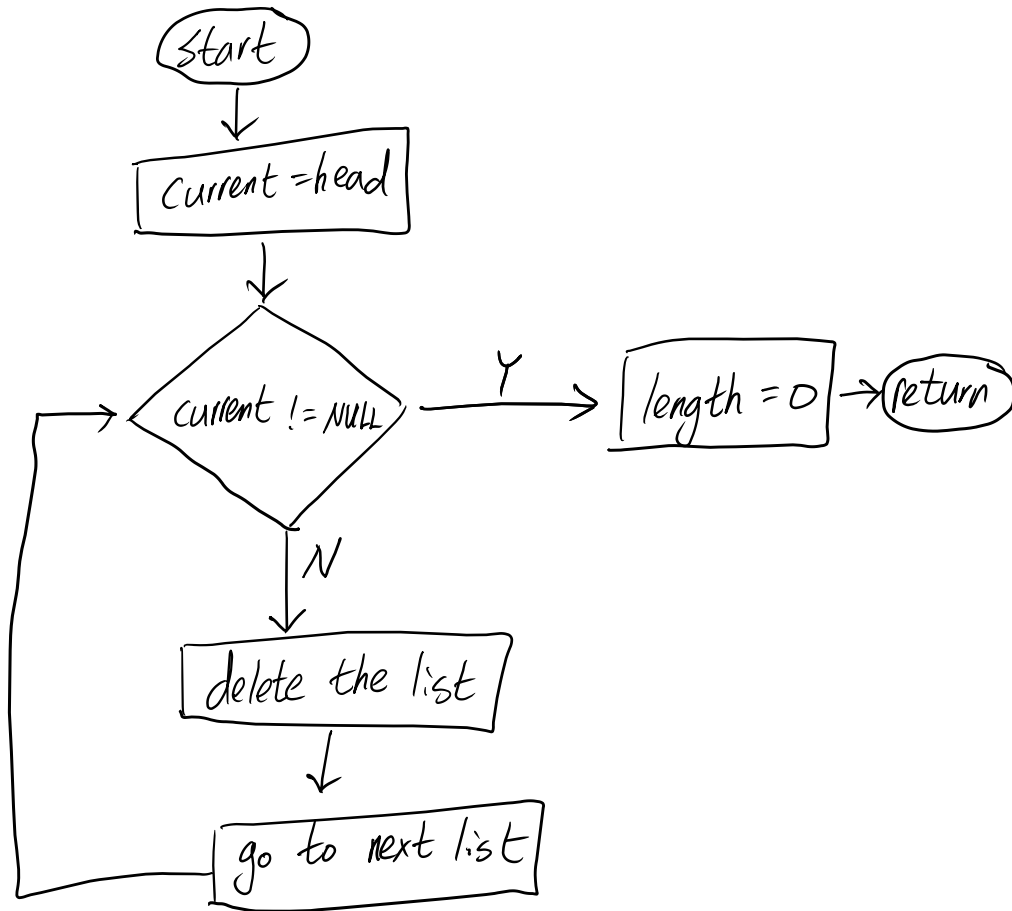 start
current = head
current != NULL
Y
length = 0
return
N
delete the list
go to next list